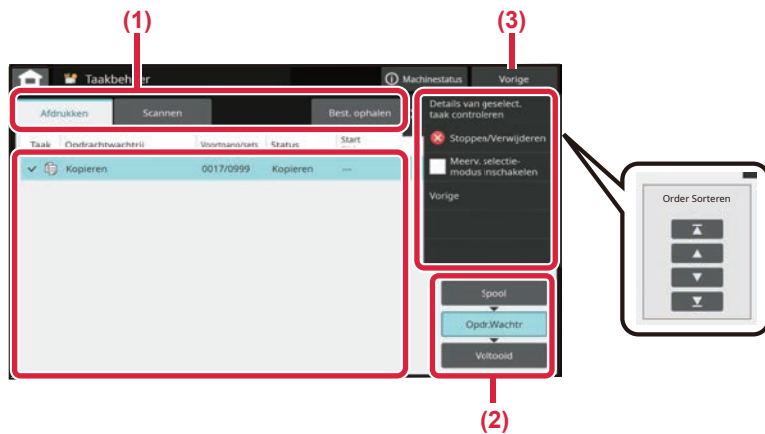 (1)
(3)
Taakbeheer
Machinestatus
Vorige
Afdrukken
Scannen
Best. ophalen
Details van geselect.
taak controleren
Taak
Opdrachtwachtrij
Voortgang/sets
Status
Start
Stoppen/Verwijderen
Kopieren
0017/0999
Kopieren
---
Meerv. selectie-
modus inschakelen
Vorige
Order Sorteren
Spool
Opdr.Wachtr
Voltooid
(2)